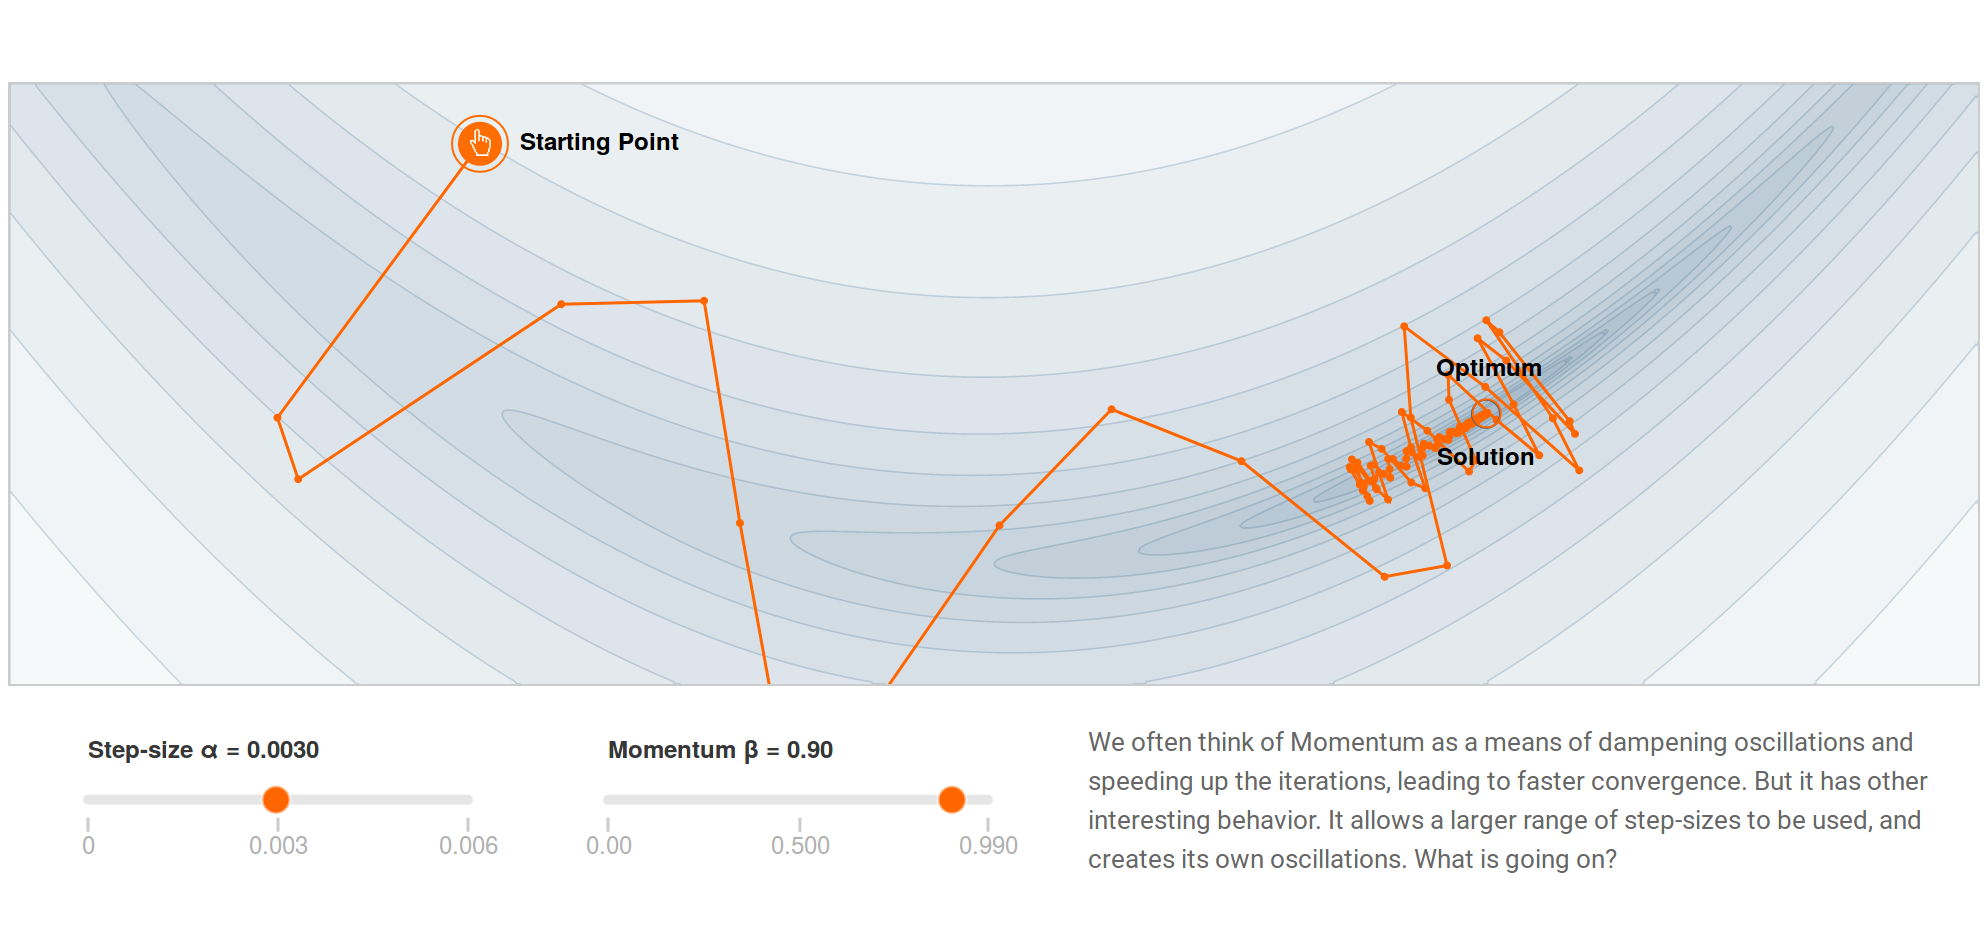 Starting Point
Optimum
Solution
Step-size α = 0.0030
0 0.003 0.006
Momentum β = 0.90
0.00 0.500 0.990
We often think of Momentum as a means of dampening oscillations and
speeding up the iterations, leading to faster convergence. But it has other
interesting behavior. It allows a larger range of step-sizes to be used, and
creates its own oscillations. What is going on?